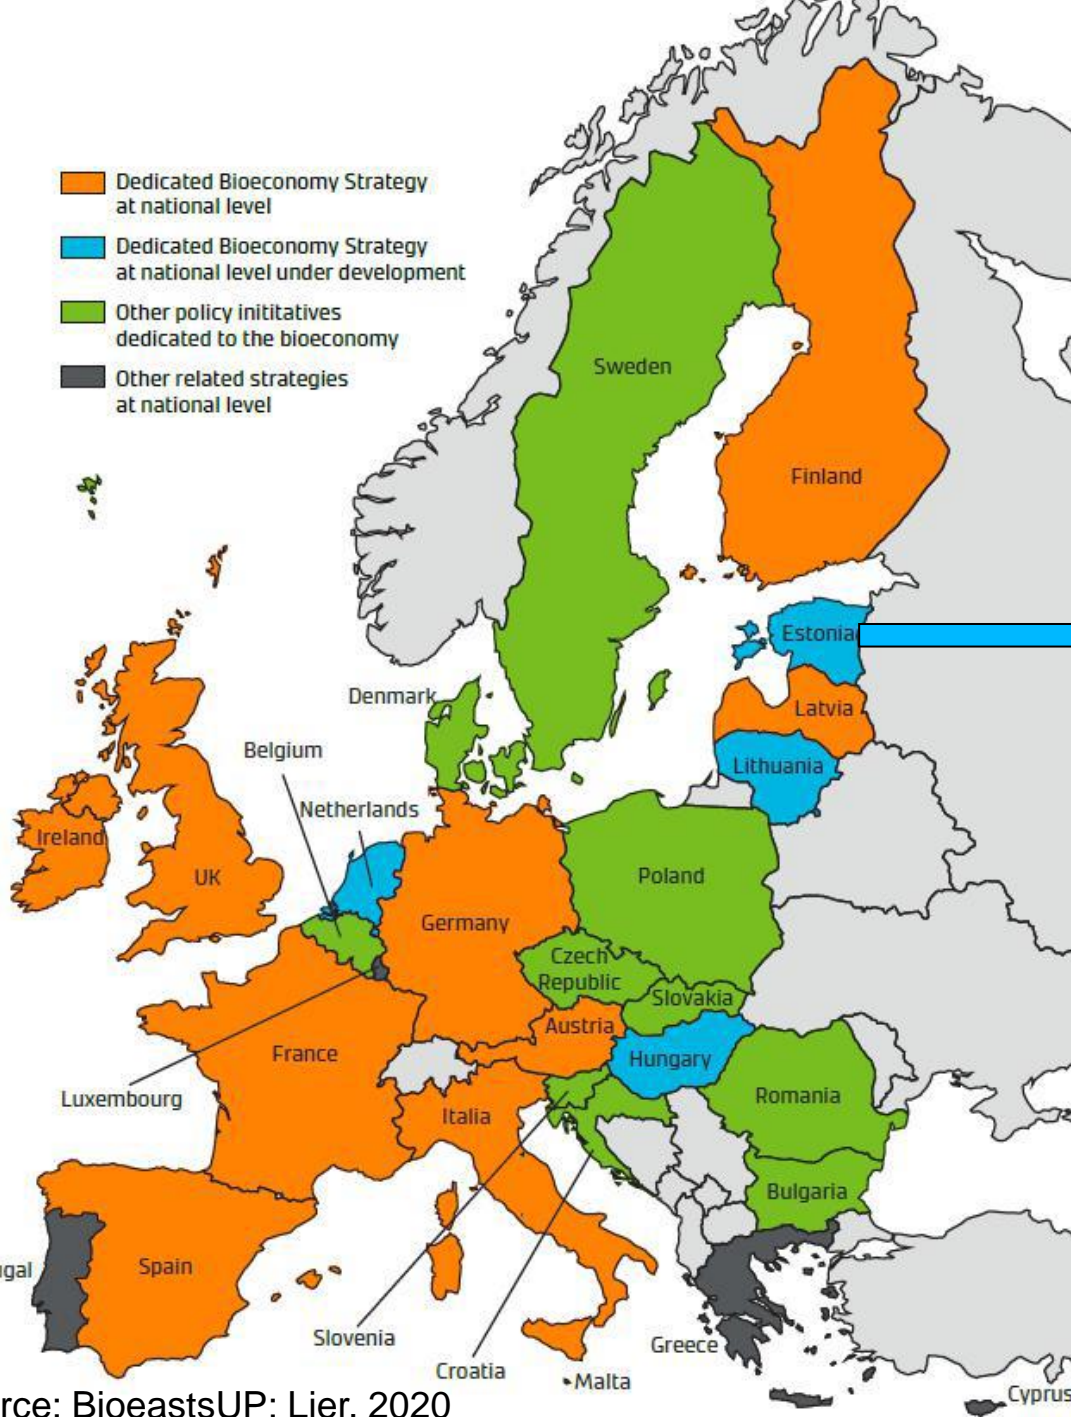 Dedicated Bioeconomy Strategy
at national level
Dedicated Bioeconomy Strategy
at national level under development
Other policy inititatives
dedicated to the bioeconomy
Other related strategies
at national level
Sweden
Finland
Estonia
Denmark
Latvia
Belgium
Lithuania
Netherlands
Ireland
UK
Poland
Germany
Czech
Republic
Slovakia
Austria
France
Hungary
Luxembourg
Romania
Italia
Bulgaria
Spain
gal
Slovenia
Greece
Croatia
Malta
Cyprus
rce: BioeastsUP: Lier. 2020